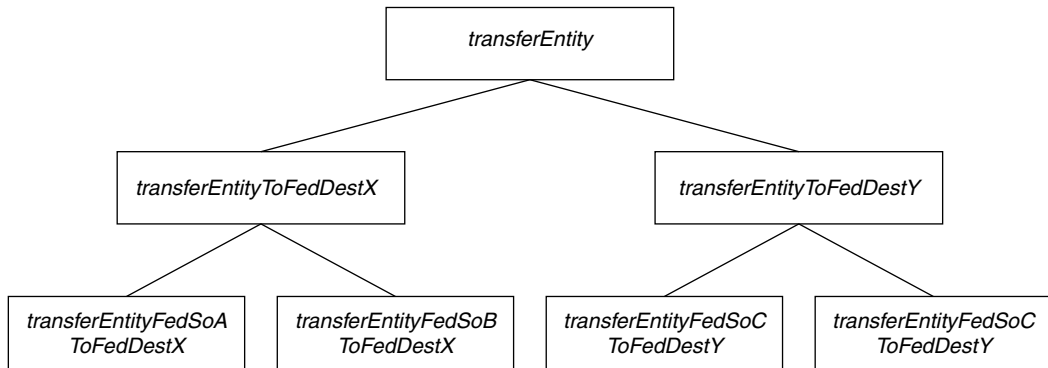 transferEntity
transferEntityToFedDestX
transferEntityToFedDestY
transferEntityFedSoA
ToFedDestX
transferEntityFedSoB
ToFedDestX
transferEntityFedSoC
ToFedDestY
transferEntityFedSoC
ToFedDestY